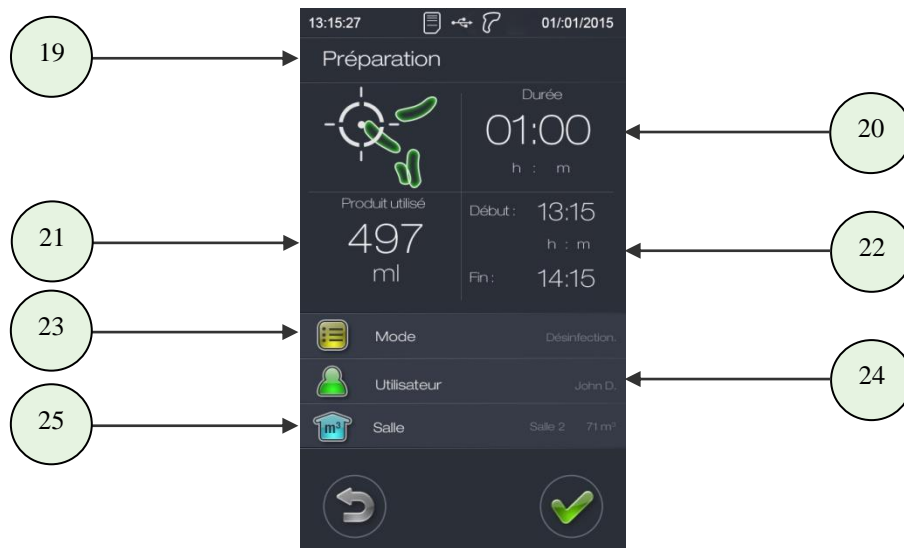 13:15:27 01/:01/2015
19
Préparation
Durée
01:00
h : m
20
Produit utilisé
497
ml
21
Début : 13:15
h : m
Fin : 14:15
22
23
Mode Désinfection.
Utilisateur John D.
24
25
m³ Salle Salle 2 71 m³